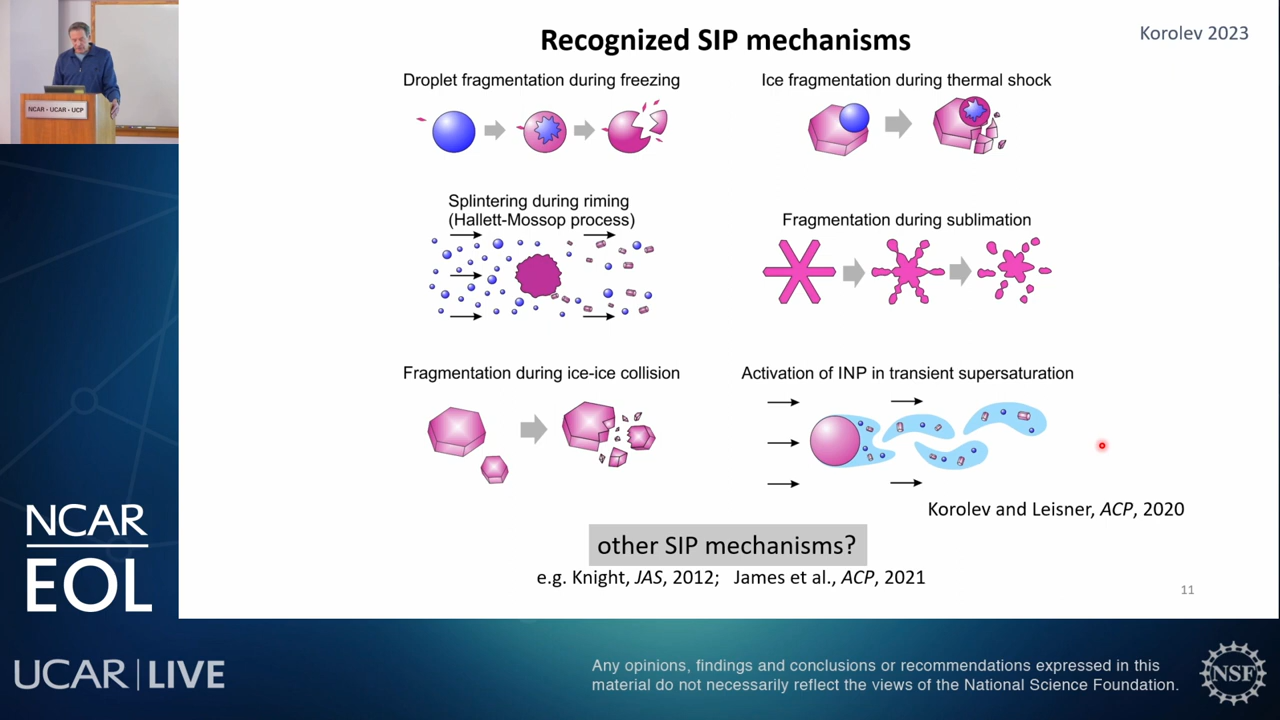 Recognized SIP mechanisms
Korolev 2023
Droplet fragmentation during freezing
Ice fragmentation during thermal shock
NCAR • UCAR • UCP
Splintering during riming
(Hallett-Mossop process)
Fragmentation during sublimation
Fragmentation during ice-ice collision
Activation of INP in transient supersaturation
Korolev and Leisner, ACP, 2020
other SIP mechanisms?
e.g. Knight, JAS, 2012; James et al., ACP, 2021
11
NCAR
EOL
UCAR | LIVE
Any opinions, findings and conclusions or recommendations expressed in this
material do not necessarily reflect the views of the National Science Foundation.
NSF